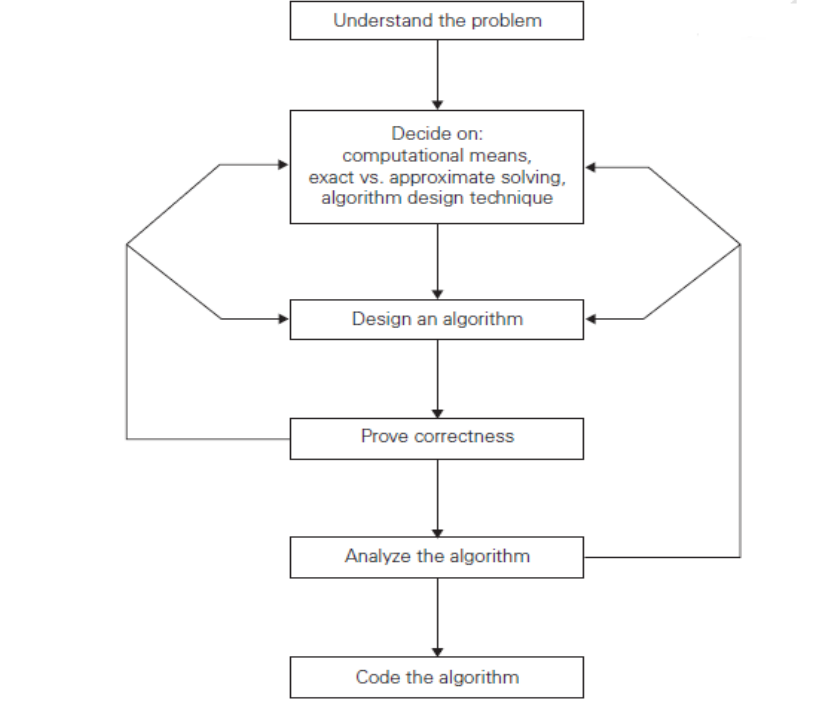 Understand the problem
Decide on:
computational means,
exact vs. approximate solving,
algorithm design technique
Design an algorithm
Prove correctness
Analyze the algorithm
Code the algorithm